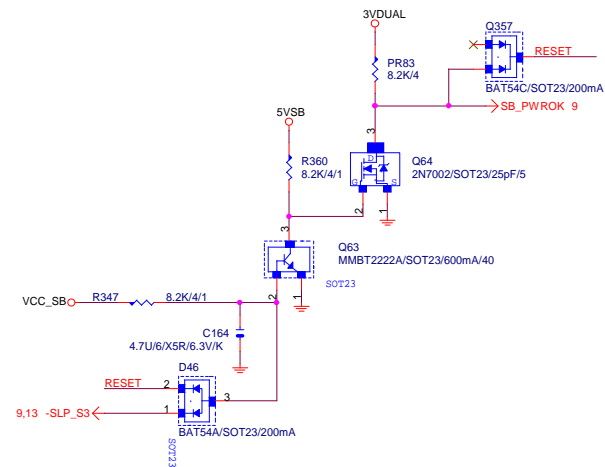 3VDUAL
Q357
RESET
PR83
8.2K/4
BAT54C/SOT23/200mA
SB_PWROK 9
5VSB
3
D
G
S
Q64
2N7002/SOT23/25pF/5
R360
8.2K/4/1
2
1
3
Q63
MMBT2222A/SOT23/600mA/40
SOT23
2
1
VCC_SB
R347
8.2K/4/1
C164
4.7U/6/X5R/6.3V/K
D46
RESET
2
3
9,13 -SLP_S3
1
BAT54A/SOT23/200mA
SOT23